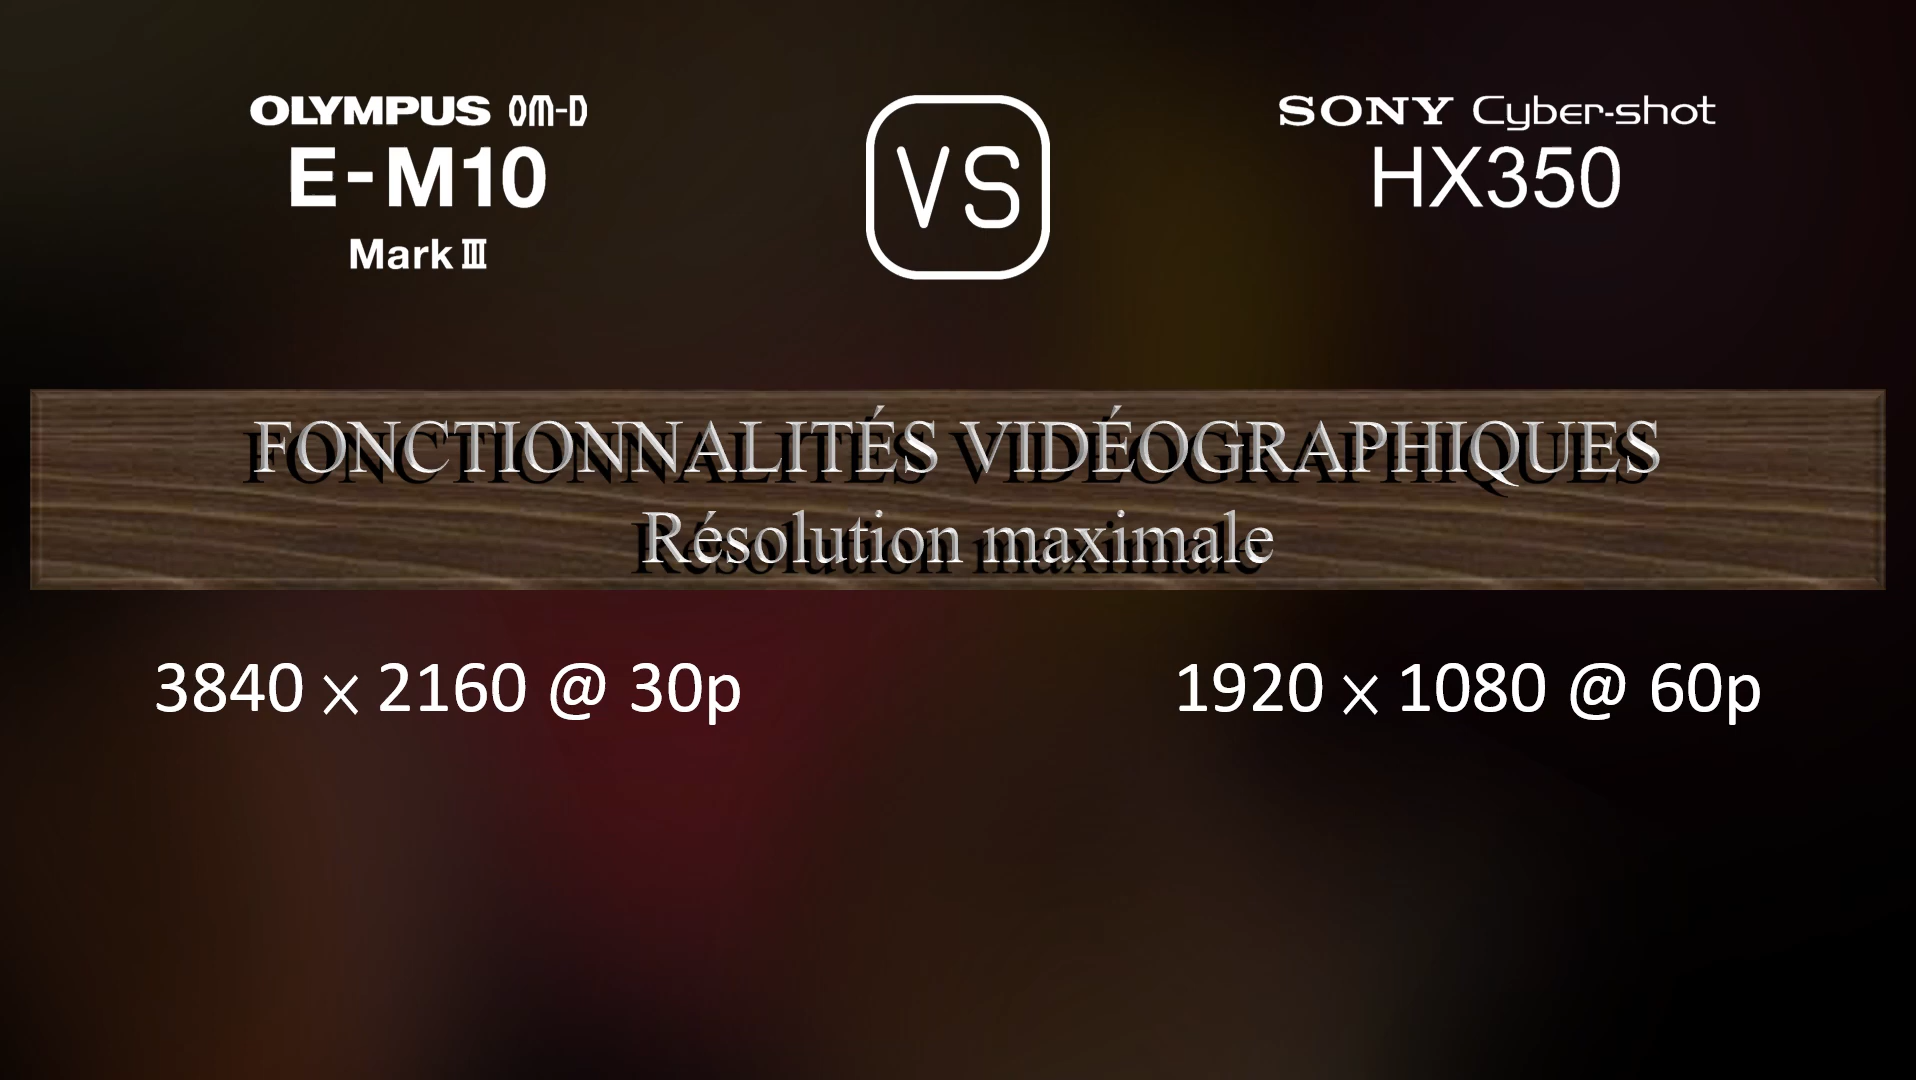 OLYMPUS OM-D
E-M10
Mark III
VS
SONY Cyber-shot
HX350
FONCTIONNALITÉS VIDÉOGRAPHIQUES
Résolution maximale
3840 x 2160 @ 30p
1920 x 1080 @ 60p